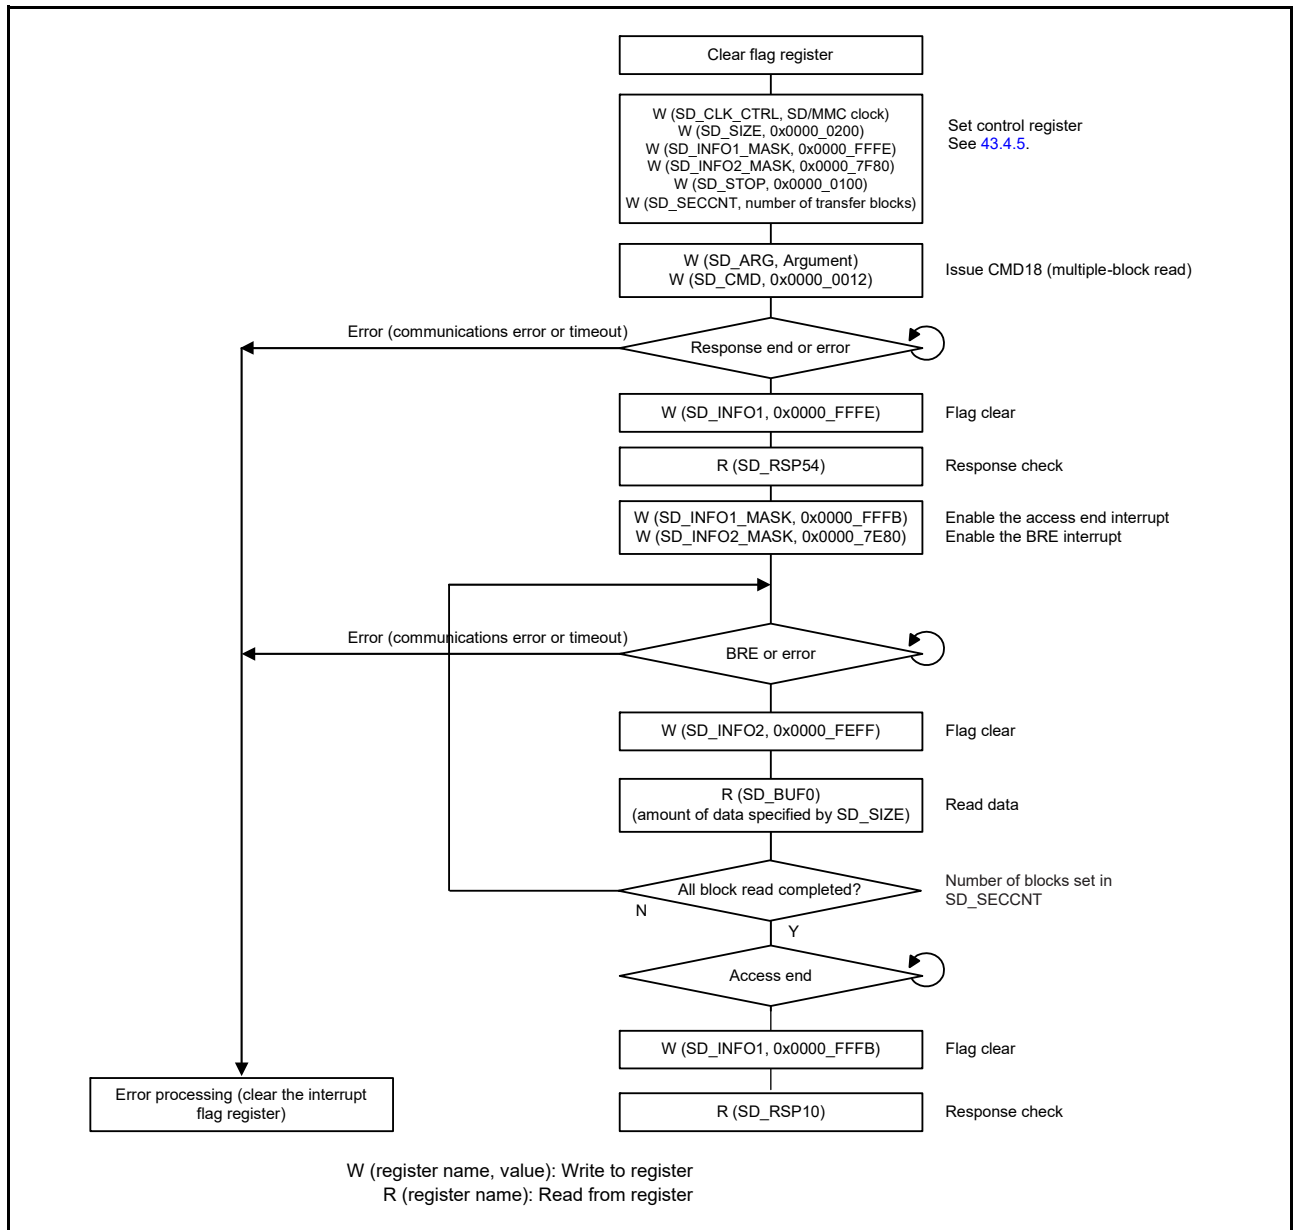 Clear flag register
W (SD_CLK_CTRL, SD/MMC clock)
W (SD_SIZE, 0x0000_0200)
W (SD_INFO1_MASK, 0x0000_FFFE)
W (SD_INFO2_MASK, 0x0000_7F80)
W (SD_STOP, 0x0000_0100)
W (SD_SECCNT, number of transfer blocks)
Set control register
See 43.4.5.
W (SD_ARG, Argument)
W (SD_CMD, 0x0000_0012)
Issue CMD18 (multiple-block read)
Error (communications error or timeout)
Response end or error
W (SD_INFO1, 0x0000_FFFE)
Flag clear
R (SD_RSP54)
Response check
W (SD_INFO1_MASK, 0x0000_FFFB)
W (SD_INFO2_MASK, 0x0000_7E80)
Enable the access end interrupt
Enable the BRE interrupt
Error (communications error or timeout)
BRE or error
W (SD_INFO2, 0x0000_FEFF)
Flag clear
R (SD_BUF0)
(amount of data specified by SD_SIZE)
Read data
All block read completed?
Number of blocks set in
SD_SECCNT
N
Y
Access end
W (SD_INFO1, 0x0000_FFFB)
Flag clear
Error processing (clear the interrupt
flag register)
R (SD_RSP10)
Response check
W (register name, value): Write to register
R (register name): Read from register